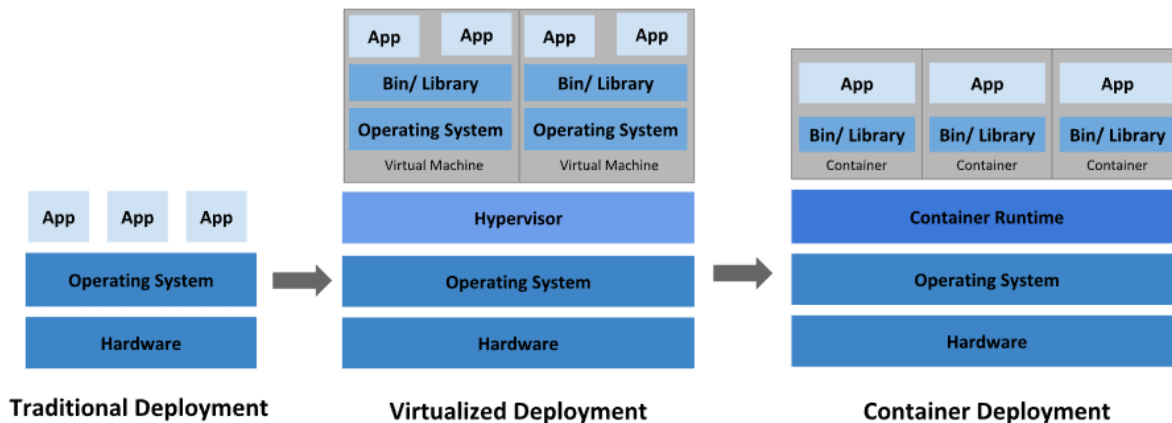 App
App
App
Operating System
Hardware
Traditional Deployment
App
App
Bin/ Library
Operating System
Virtual Machine
App
App
Bin/ Library
Operating System
Virtual Machine
Hypervisor
Operating System
Hardware
Virtualized Deployment
App
Bin/ Library
Container
App
Bin/ Library
Container
App
Bin/ Library
Container
Container Runtime
Operating System
Hardware
Container Deployment